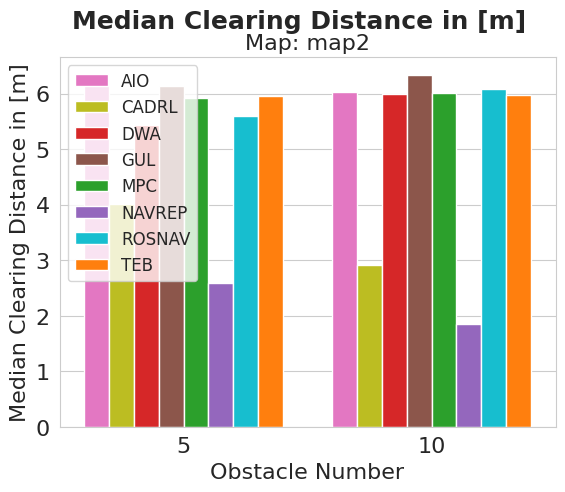 Median Clearing Distance in [m]
Map: map2
Median Clearing Distance in [m]
6
5
4
3
2
1
0
AIO
CADRL
DWA
GUL
MPC
NAVREP
ROSNAV
TEB
5
10
Obstacle Number